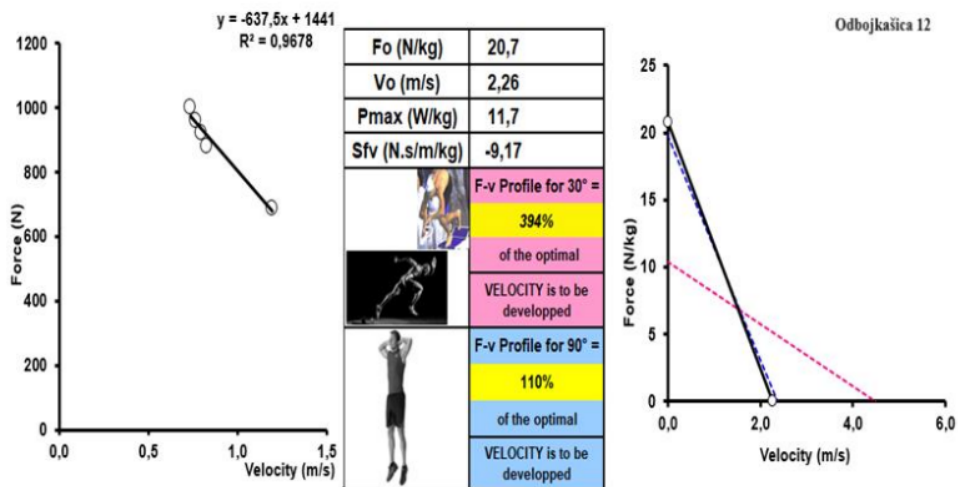 y = -637,5x + 1441
R² = 0,9678
1200
1000
800
600
400
200
0
0,0
0,5
1,0
1,5
Force (N)
Velocity (m/s)
Fo (N/kg) 20,7
Vo (m/s) 2,26
Pmax (W/kg) 11,7
Sfv (N.s/m/kg) -9,17
F-v Profile for 30° =
394%
of the optimal
VELOCITY is to be
developped
F-v Profile for 90° =
110%
of the optimal
VELOCITY is to be
developped
Odbojkašica 12
25
20
15
10
5
0
0,0
2,0
4,0
6,0
Force (N/kg)
Velocity (m/s)